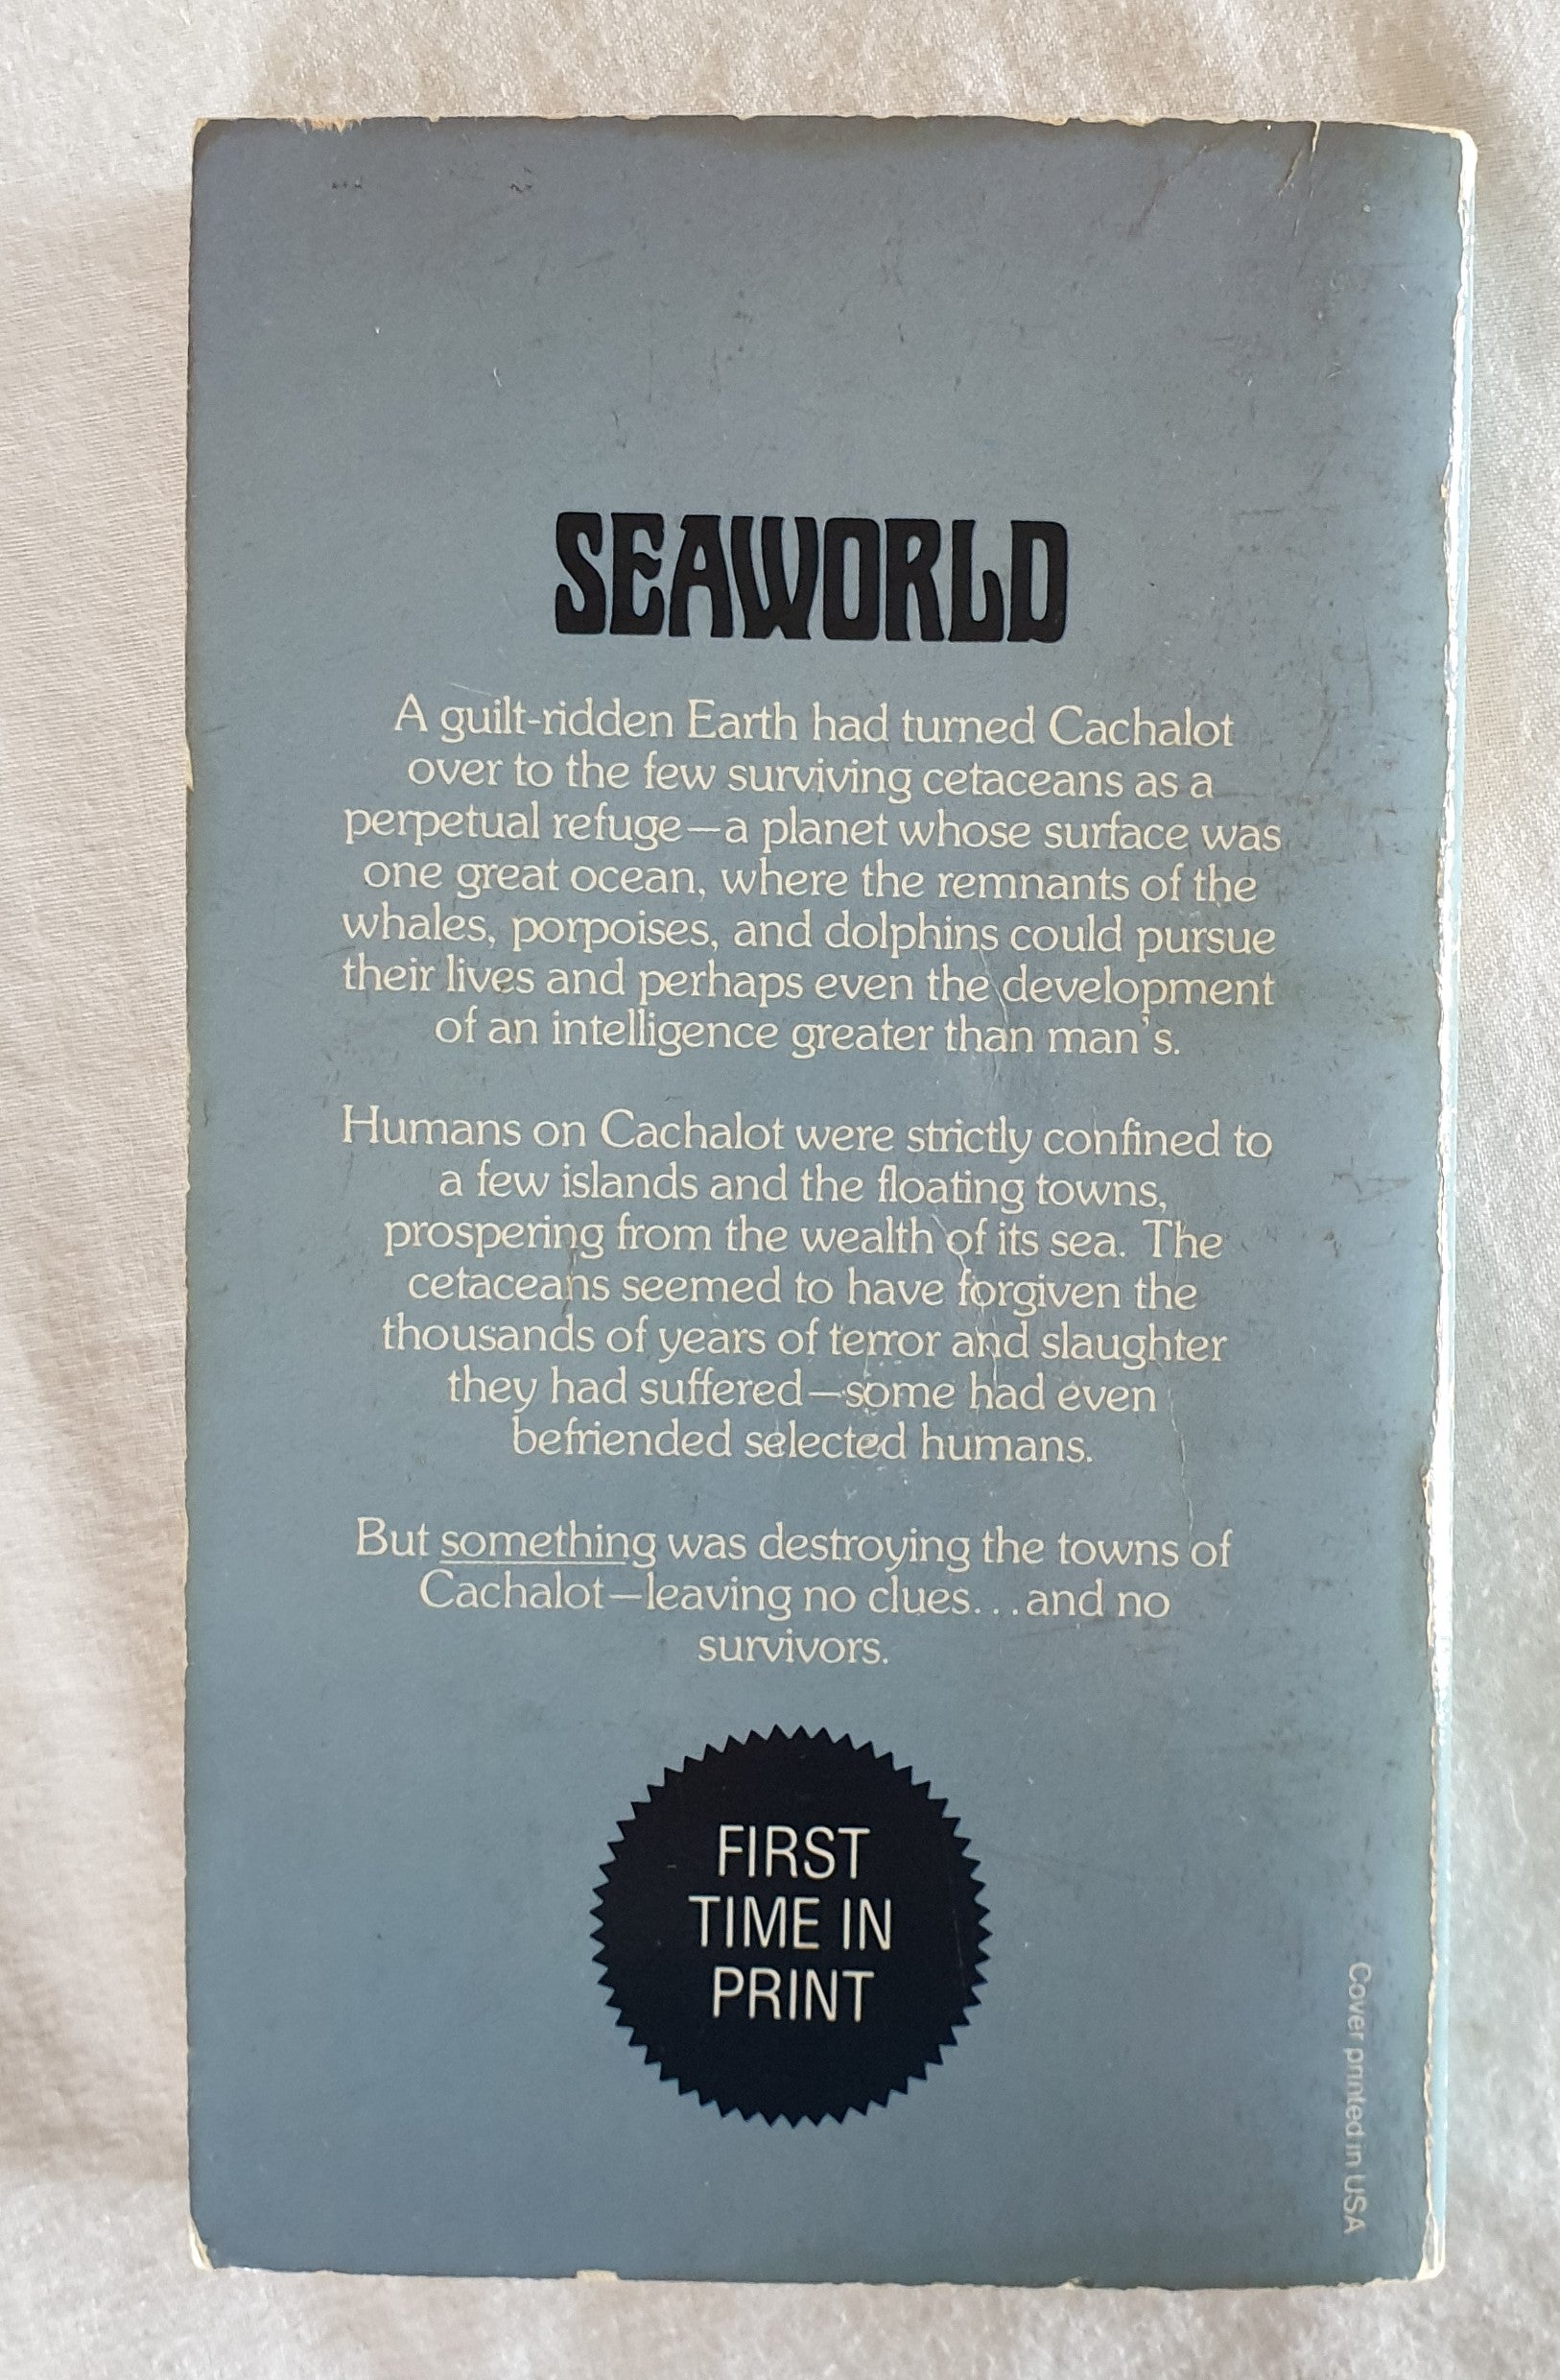 SEAWORLD
A guilt-ridden Earth had turned Cachalot
over to the few surviving cetaceans as a
perpetual refuge—a planet whose surface was
one great ocean, where the remnants of the
whales, porpoises, and dolphins could pursue
their lives and perhaps even the development
of an intelligence greater than man's.
Humans on Cachalot were strictly confined to
a few islands and the floating towns,
prospering from the wealth of its sea. The
cetaceans seemed to have forgiven the
thousands of years of terror and slaughter
they had suffered—some had even
befriended selected humans.
But something was destroying the towns of
Cachalot—leaving no clues...and no
survivors.
FIRST
TIME IN
PRINT
Cover printed in USA